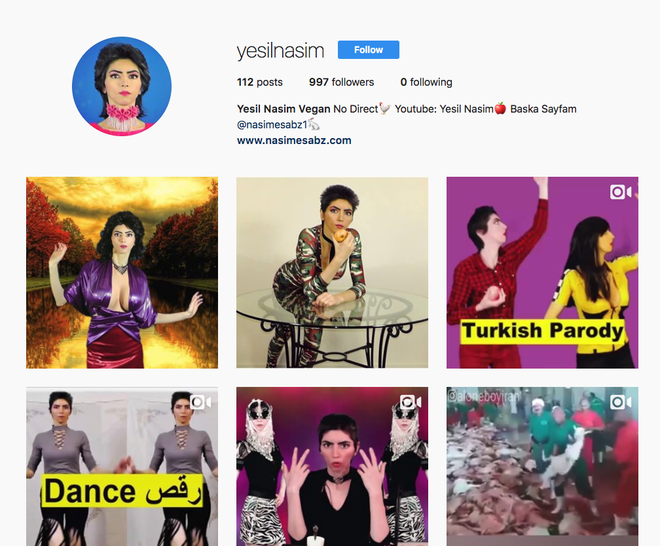 yesilnasim Follow
112 posts 997 followers 0 following
Yesil Nasim Vegan No Direct🐓 Youtube: Yesil Nasim🍎 Baska Sayfam
@nasimesabz1🐇
www.nasimesabz.com
Turkish Parody
Dance رقص
@aloneboyiran